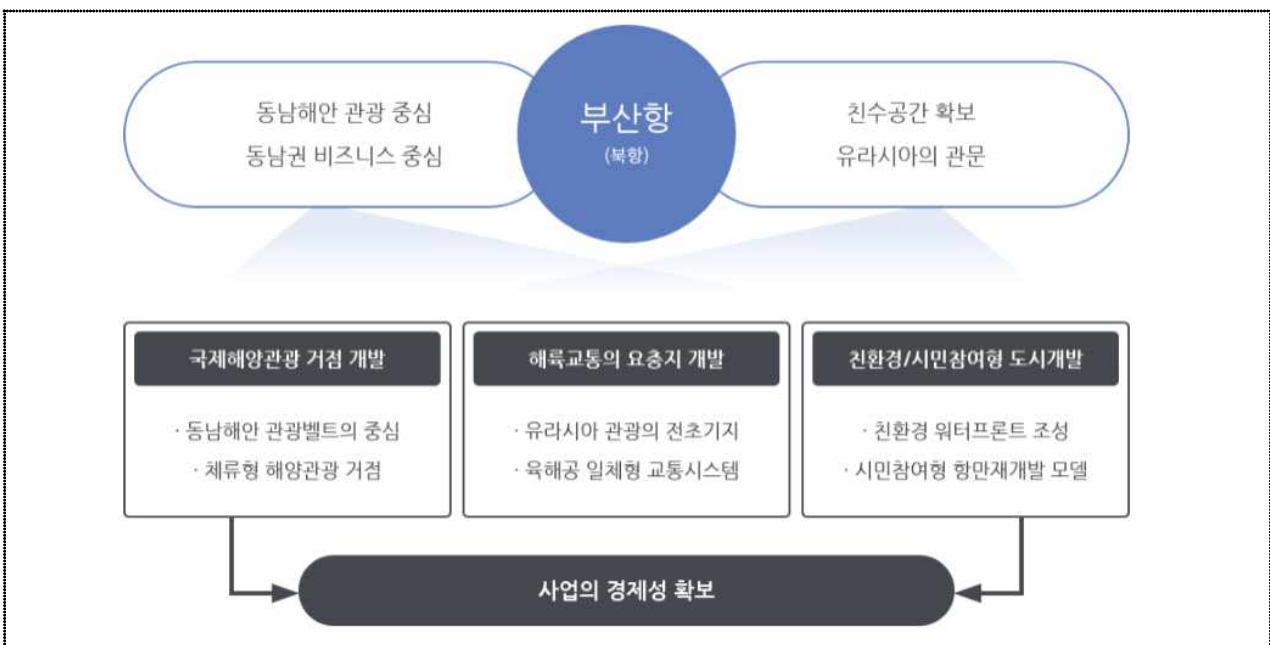 동남해안 관광 중심
동남권 비즈니스 중심
부산항
(북항)
친수공간 확보
유라시아의 관문
국제해양관광 거점 개발
· 동남해안 관광벨트의 중심
· 체류형 해양관광 거점
해륙교통의 요충지 개발
· 유라시아 관광의 전초기지
· 육해공 일체형 교통시스템
친환경/시민참여형 도시개발
· 친환경 워터프론트 조성
· 시민참여형 항만재개발 모델
사업의 경제성 확보